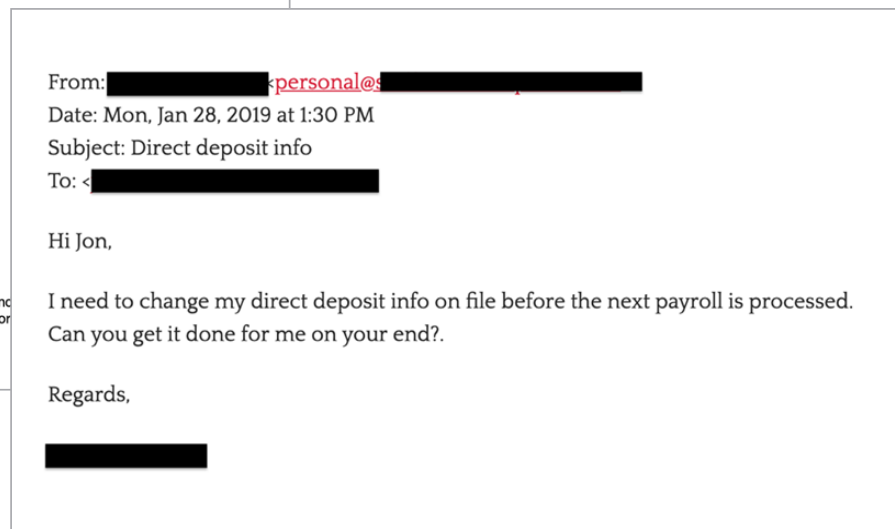 From: <personal@s
Date: Mon, Jan 28, 2019 at 1:30 PM
Subject: Direct deposit info
To: <
Hi Jon,
I need to change my direct deposit info on file before the next payroll is processed.
Can you get it done for me on your end?.
Regards,